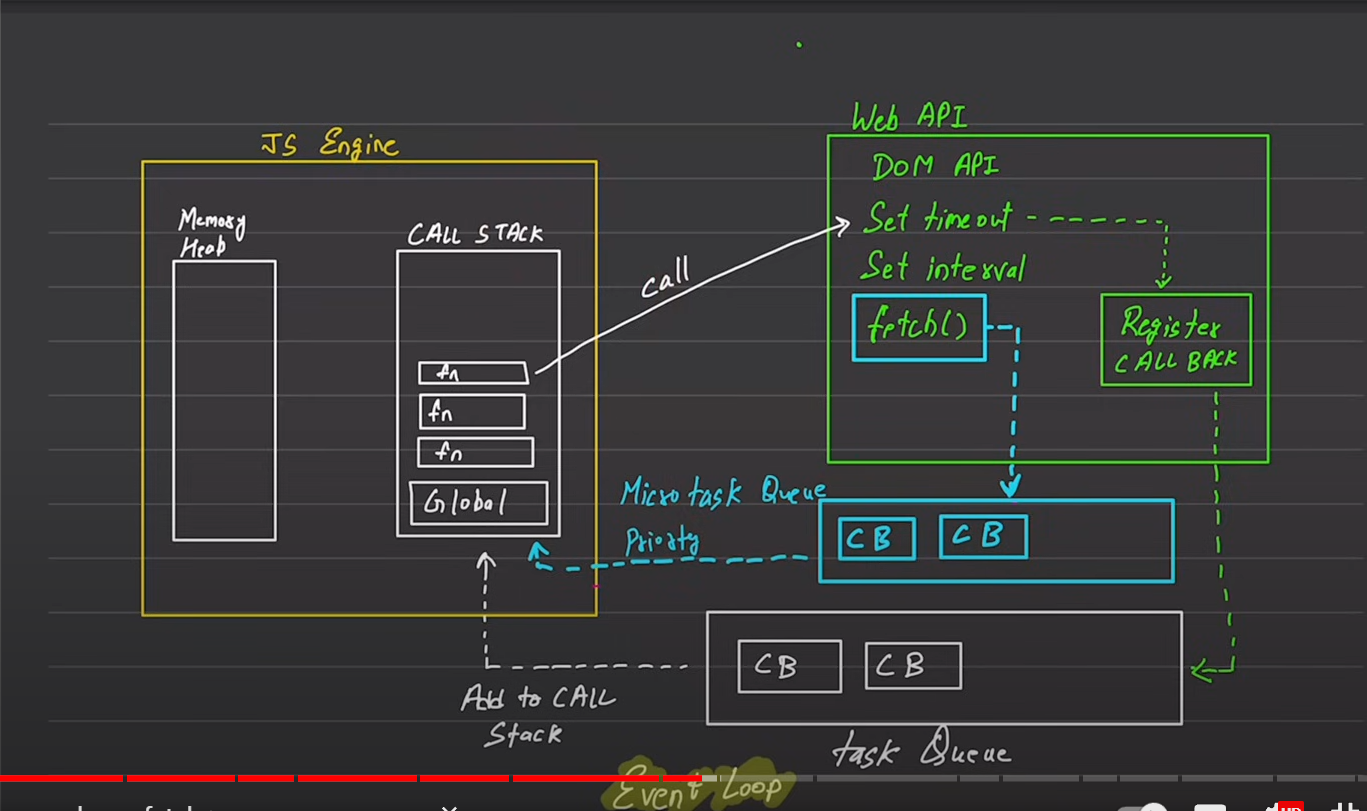 Web API
JS Engine
DOM API
Memory
Heap
CALL STACK
Set timeout
call
Set interval
fetch()
Register
CALL BACK
fn
fn
fn
Global
Micro task Queue
Priority
CB
CB
CB
CB
Add to CALL
Stack
task Queue
Event Loop
HD